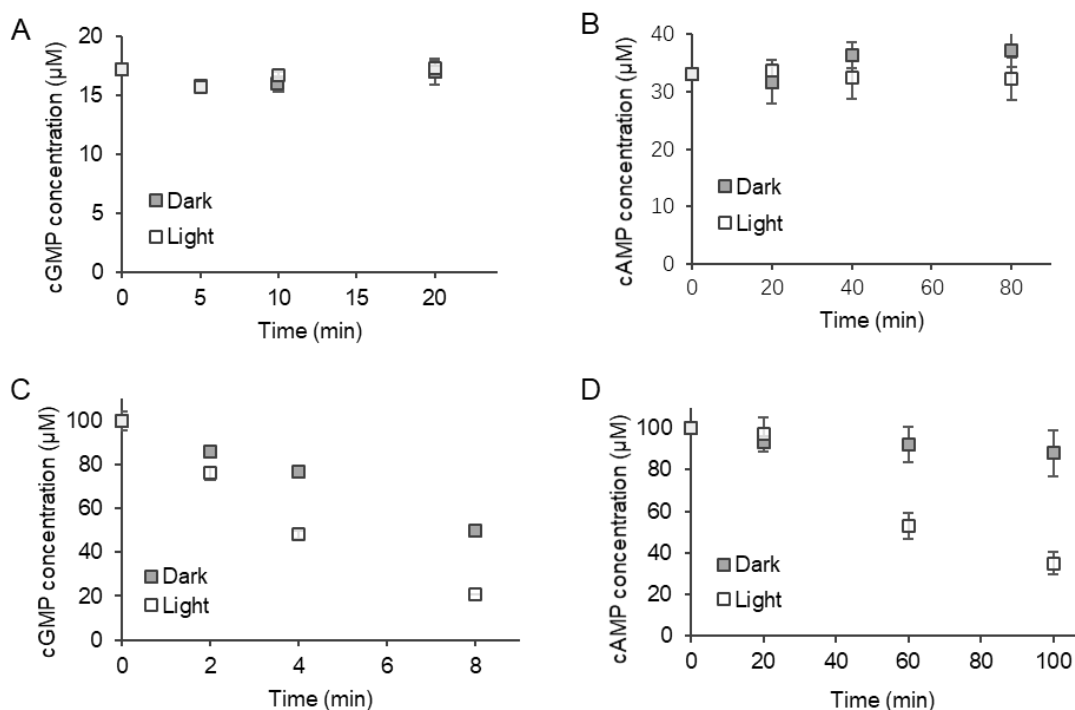 A
cGMP concentration (µM)
20
15
10
5
0
Dark
Light
0 5 10 15 20
Time (min)
B
cAMP concentration (µM)
40
30
20
10
0
Dark
Light
0 20 40 60 80
Time (min)
C
cGMP concentration (µM)
100
80
60
40
20
0
Dark
Light
0 2 4 6 8
Time (min)
D
cAMP concentration (µM)
100
80
60
40
20
0
Dark
Light
0 20 40 60 80 100
Time (min)